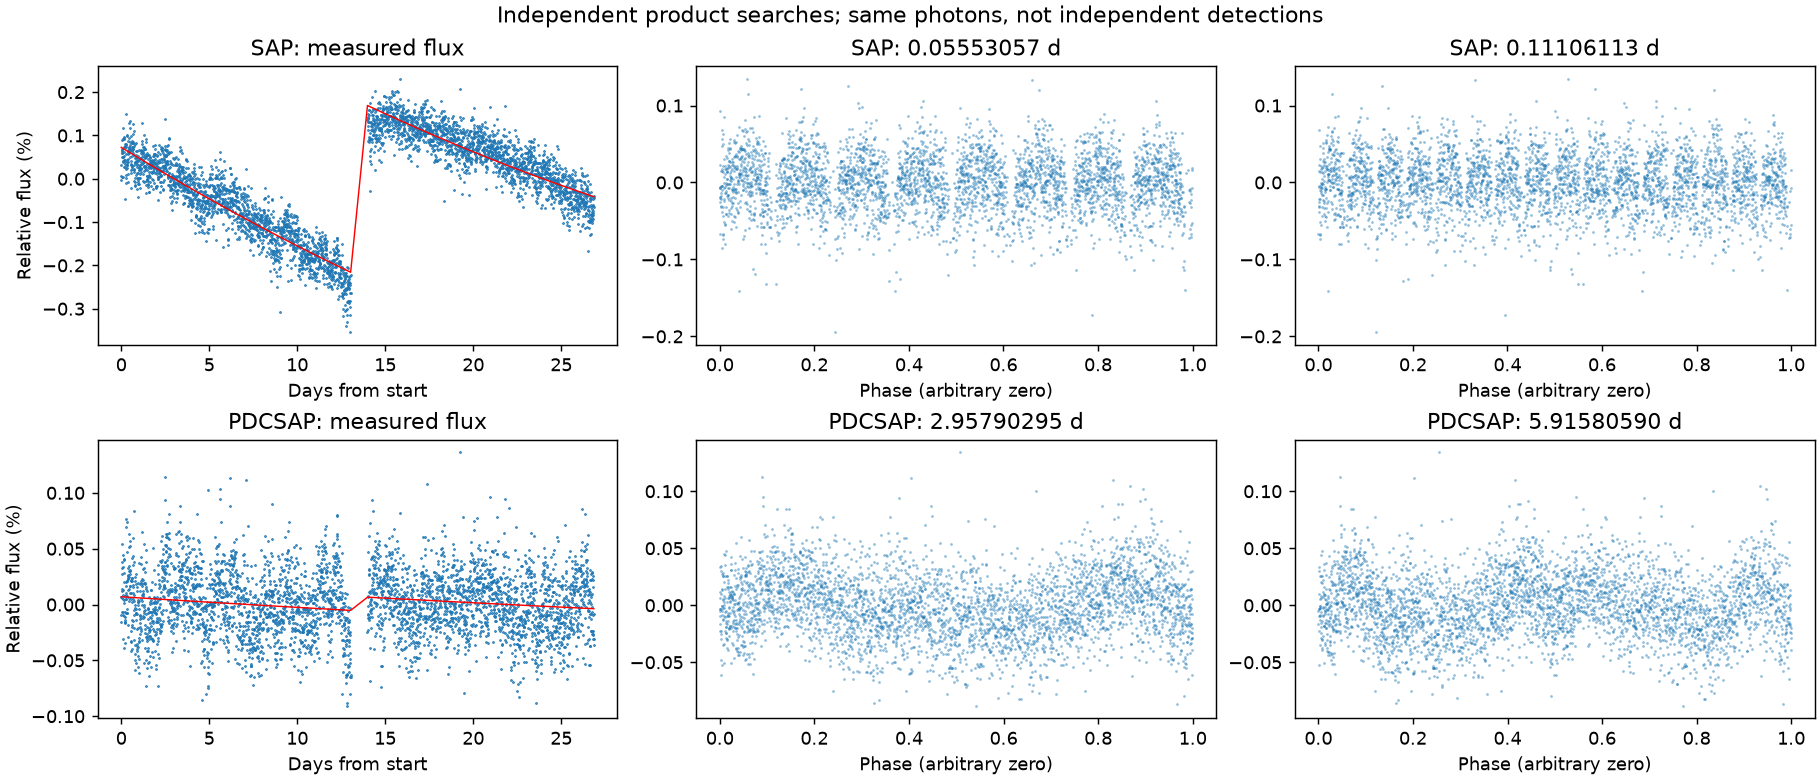 Independent product searches; same photons, not independent detections
SAP: measured flux
Relative flux (%)
0.2
0.1
0.0
−0.1
−0.2
−0.3
0 5 10 15 20 25
Days from start
SAP: 0.05553057 d
0.1
0.0
−0.1
−0.2
0.0 0.2 0.4 0.6 0.8 1.0
Phase (arbitrary zero)
SAP: 0.11106113 d
0.1
0.0
−0.1
−0.2
0.0 0.2 0.4 0.6 0.8 1.0
Phase (arbitrary zero)
PDCSAP: measured flux
Relative flux (%)
0.10
0.05
0.00
−0.05
−0.10
0 5 10 15 20 25
Days from start
PDCSAP: 2.95790295 d
0.10
0.05
0.00
−0.05
0.0 0.2 0.4 0.6 0.8 1.0
Phase (arbitrary zero)
PDCSAP: 5.91580590 d
0.10
0.05
0.00
−0.05
0.0 0.2 0.4 0.6 0.8 1.0
Phase (arbitrary zero)